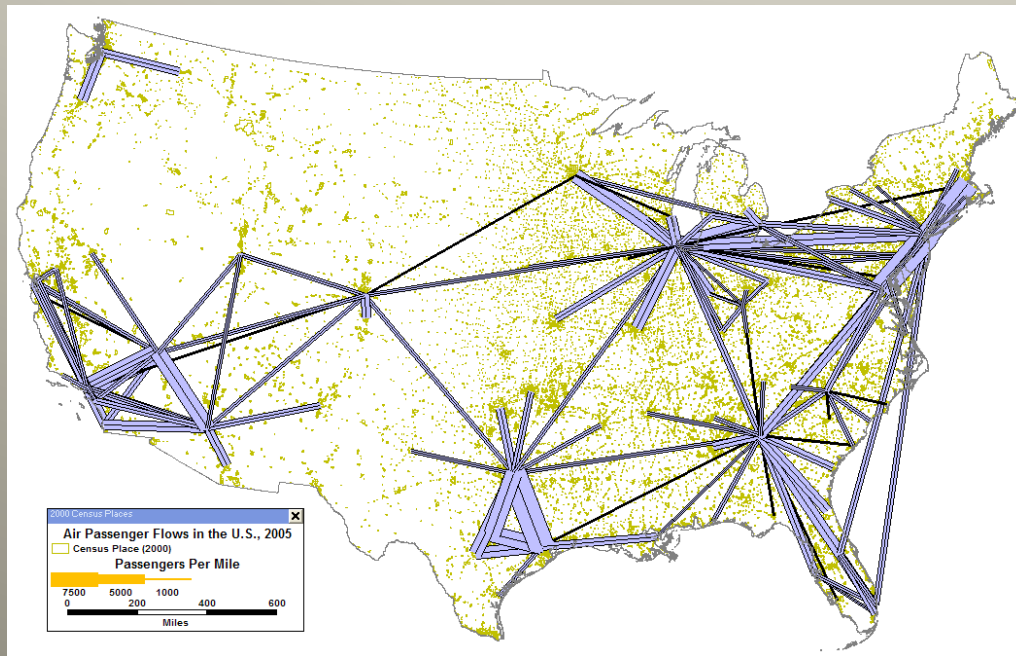 2000 Census Places
Air Passenger Flows in the U.S., 2005
Census Place (2000)
Passengers Per Mile
7500 5000 1000
0 200 400 600
Miles